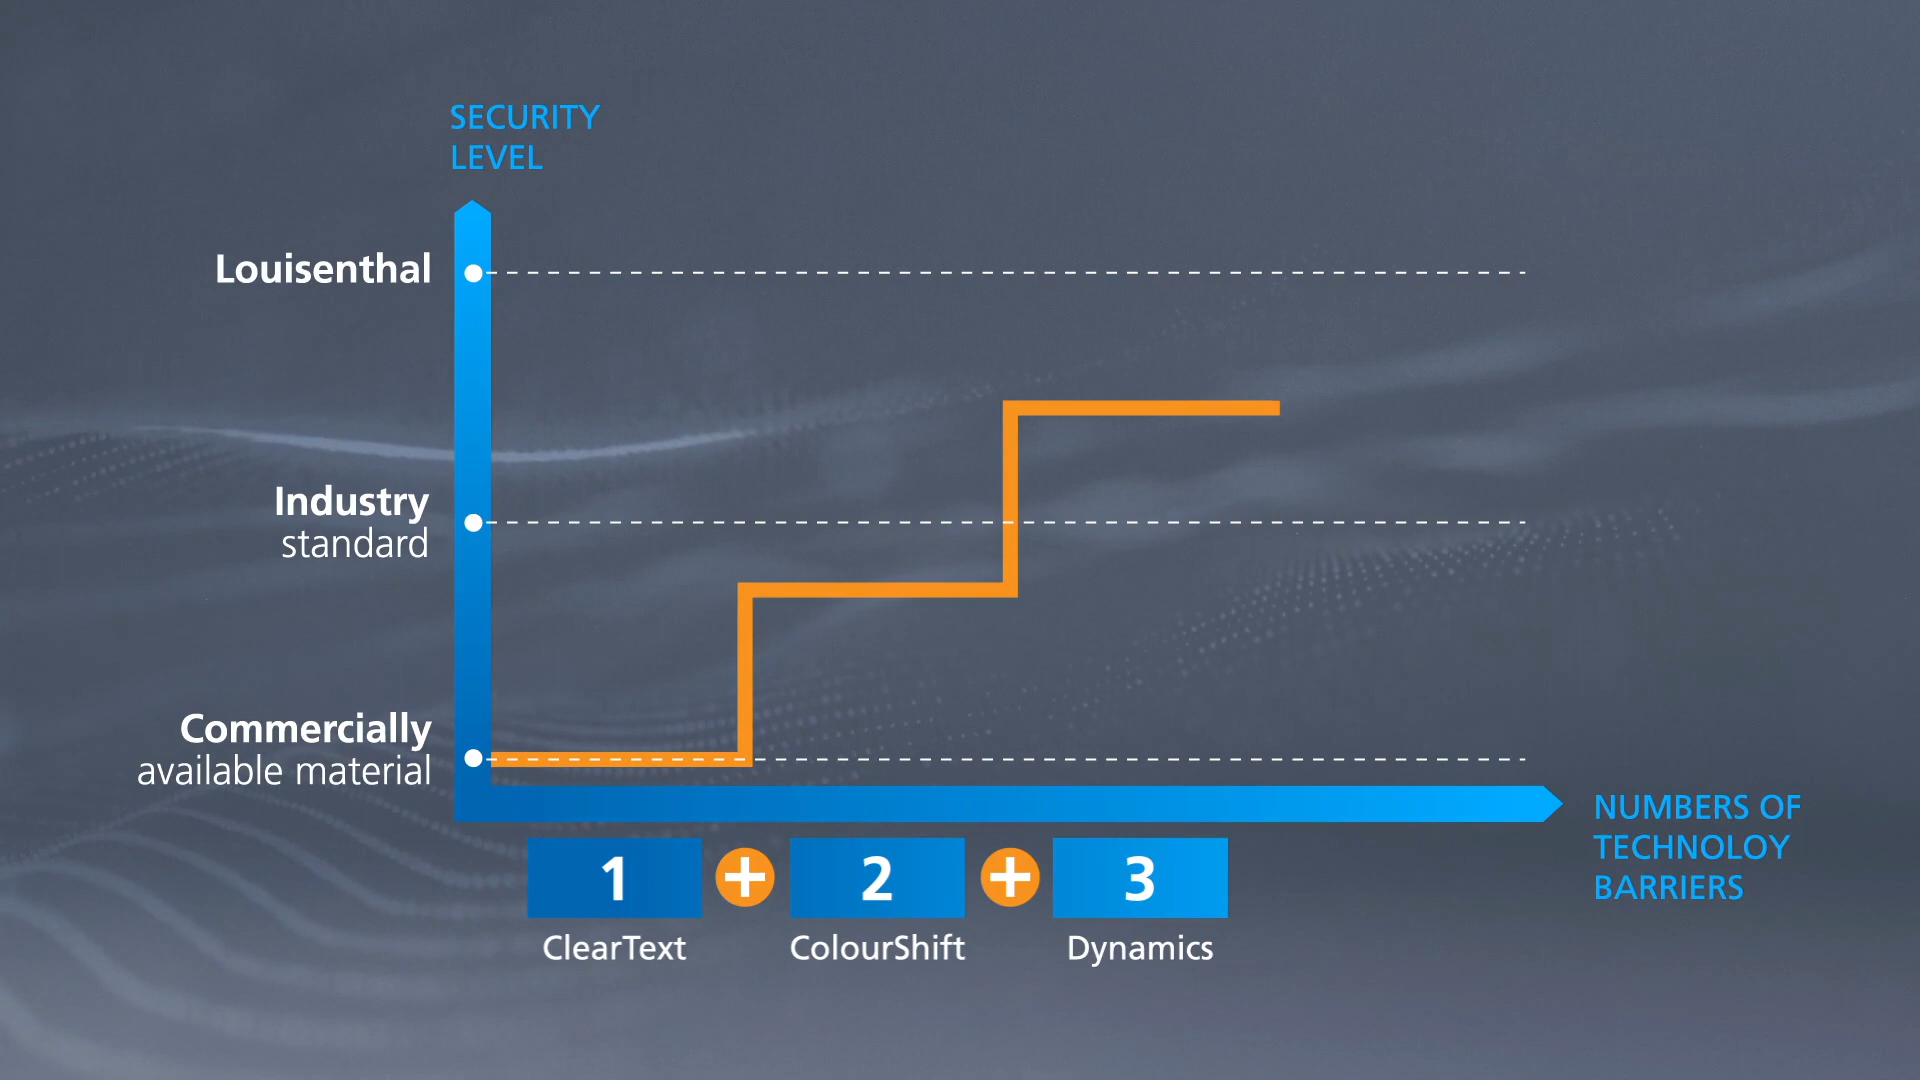 SECURITY
LEVEL
Louisenthal
Industry
standard
Commercially
available material
NUMBERS OF
TECHNOLOY
BARRIERS
1 + 2 + 3
ClearText ColourShift Dynamics